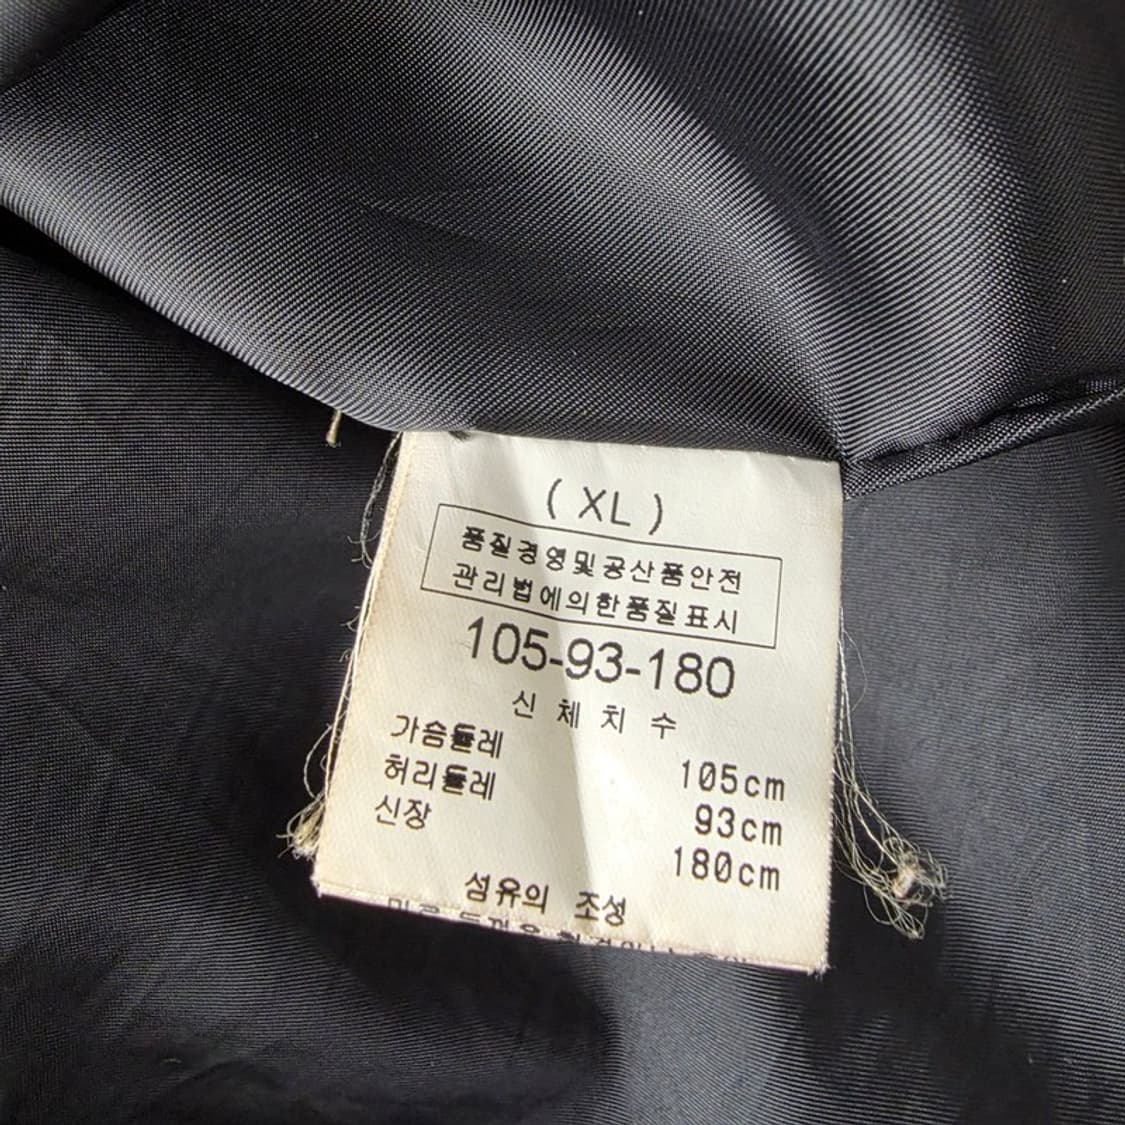 ( XL )
품질경영및공산품안전
관리법에의한품질표시
105-93-180
신 체 치 수
가슴둘레 105cm
허리둘레 93cm
신장 180cm
섬유의 조성